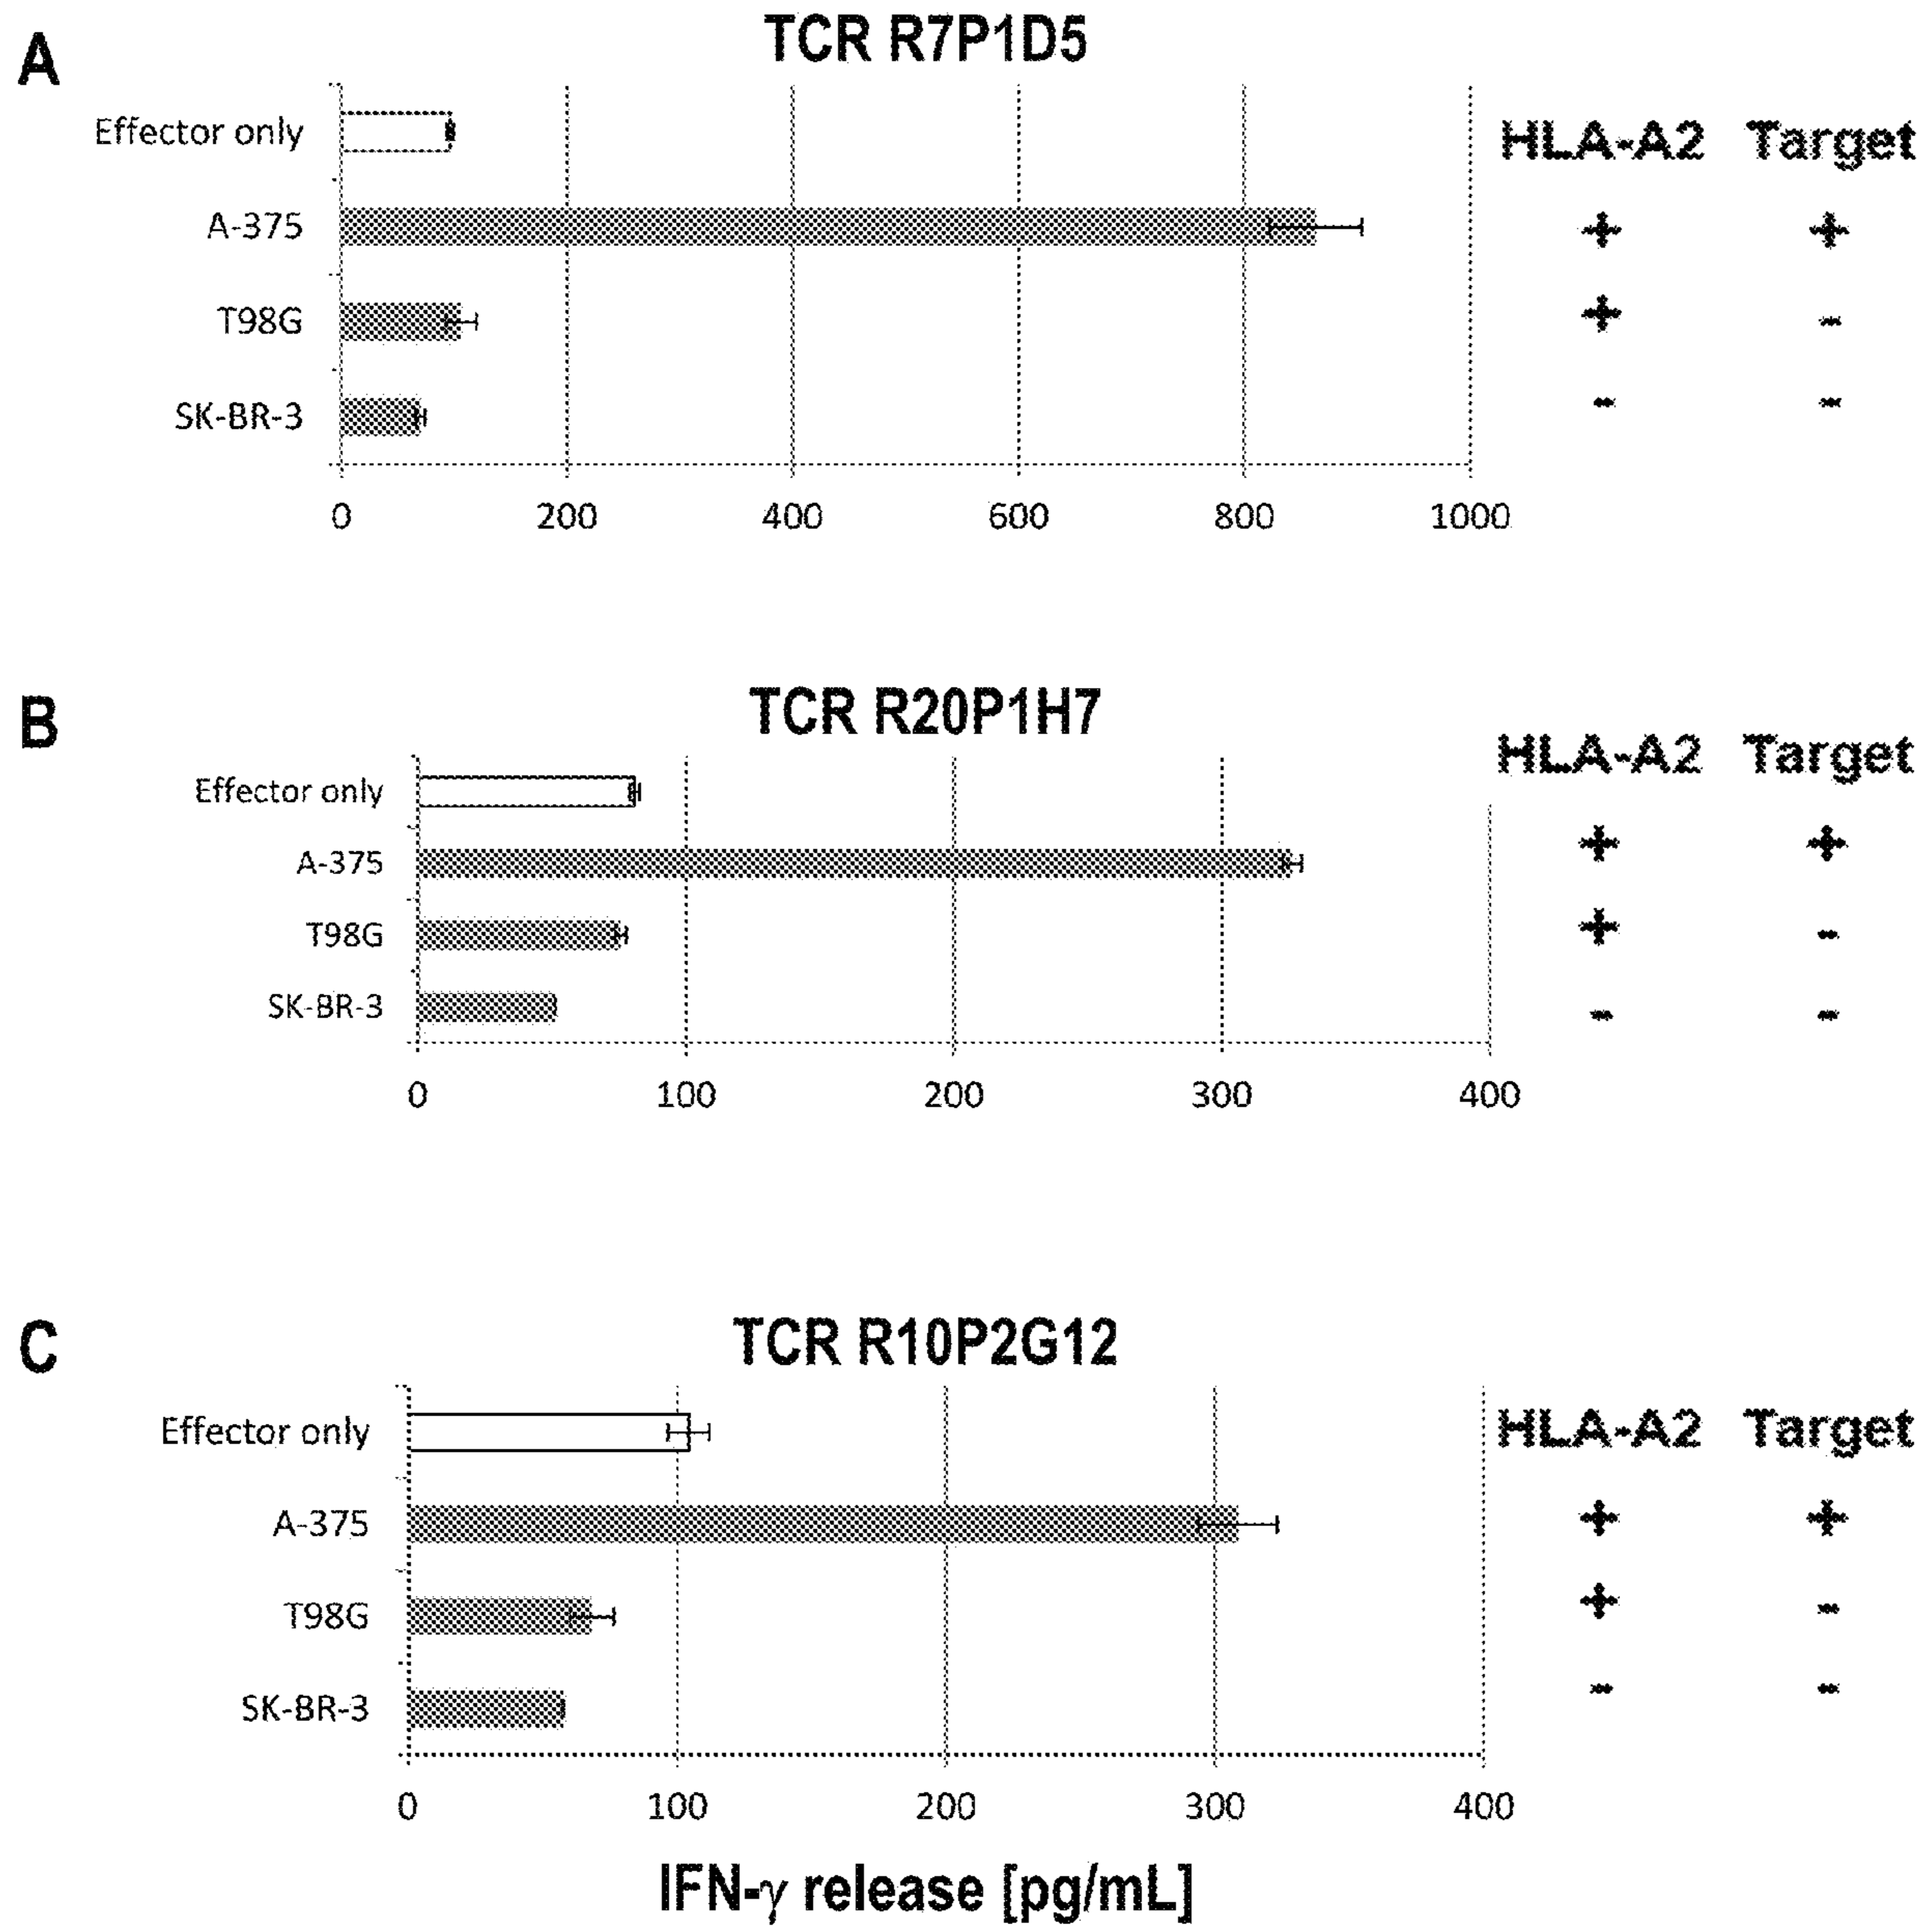 A
TCR R7P1D5
Effector only
HLA-A2 Target
A-375 + +
T98G + -
SK-BR-3 - -
0 200 400 600 800 1000
B
TCR R20P1H7
HLA-A2 Target
Effector only
A-375 + +
T98G + -
SK-BR-3 - -
0 100 200 300 400
C
TCR R10P2G12
Effector only
HLA-A2 Target
A-375 + +
T98G + -
SK-BR-3 - -
0 100 200 300 400
IFN-γ release [pg/mL]